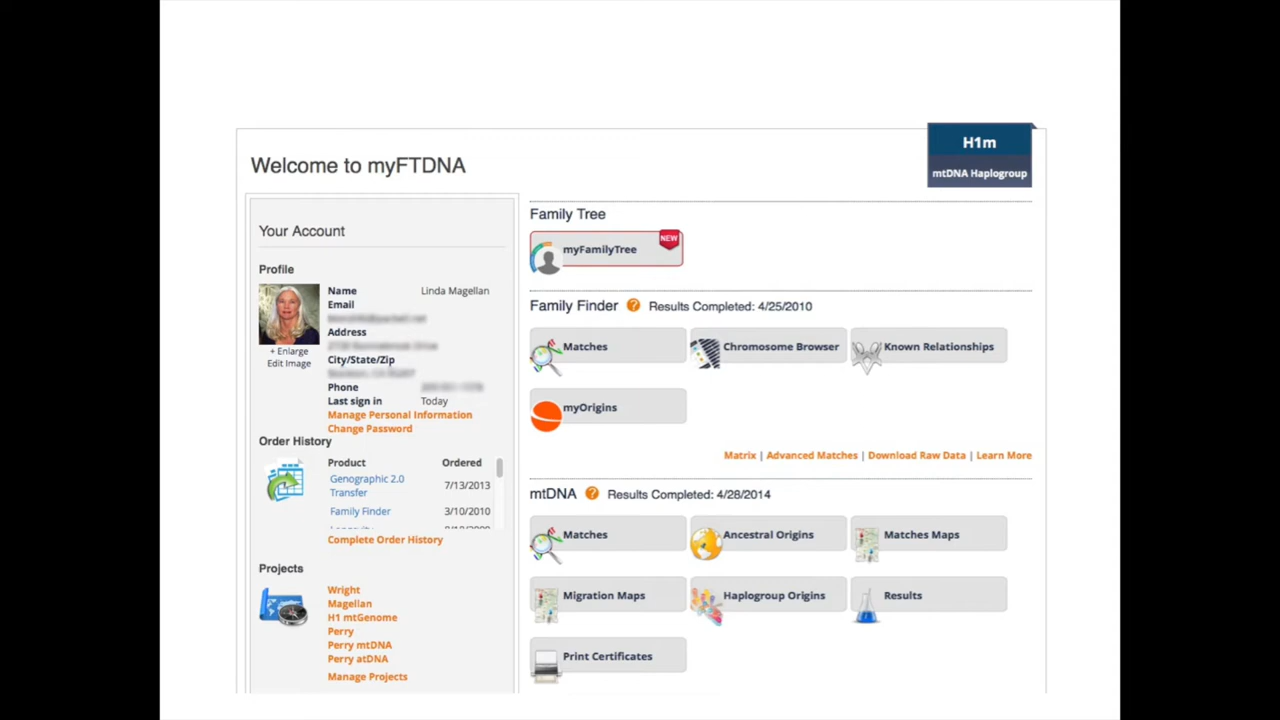 H1m
mtDNA Haplogroup
Welcome to myFTDNA
Your Account
Profile
Name Linda Magellan
Email
Address
City/State/Zip
Phone
Last sign in Today
Manage Personal Information
Change Password
+ Enlarge
Edit Image
Order History
Product Ordered
Genographic 2.0
Transfer 7/13/2013
Family Finder 3/10/2010
Complete Order History
Projects
Wright
Magellan
H1 mtGenome
Perry
Perry mtDNA
Perry atDNA
Manage Projects
Family Tree
myFamilyTree NEW
Family Finder ? Results Completed: 4/25/2010
Matches Chromosome Browser Known Relationships
myOrigins
Matrix | Advanced Matches | Download Raw Data | Learn More
mtDNA ? Results Completed: 4/28/2014
Matches Ancestral Origins Matches Maps
Migration Maps Haplogroup Origins Results
Print Certificates